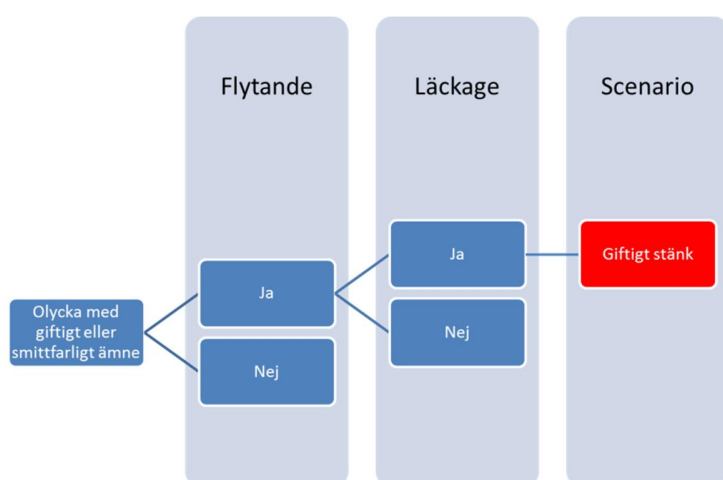 Flytande
Läckage
Scenario
Ja
Giftigt stänk
Ja
Olycka med
giftigt eller
smittfarligt ämne
Nej
Nej